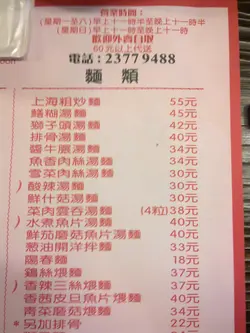 營業時間：
(星期一至六)早上十一時半至晚上十一時半
(星期日)早上十一時至晚上十一時
歡迎外賣自取
60元以上代送
電話：23779488
麵類
上海粗炒麵 55元
鱔糊湯麵 45元
獅子頭湯麵 42元
排骨湯麵 40元
醬牛腩湯麵 34元
魚香肉絲湯麵 34元
雪菜肉絲湯麵 30元
)酸辣湯麵 30元
鮮什菇湯麵 30元
菜肉雲吞湯麵 (4粒)38元
)水煮魚片湯麵 40元
鮮茄蘑菇魚片湯麵 40元
葱油開洋拌麵 33元
陽春麵 18元
鷄絲煨麵 37元
)香辣三絲煨麵 37元
香茜皮旦魚片煨麵 40元
青菜蘑菇煨麵 34元
*另加排骨 22元